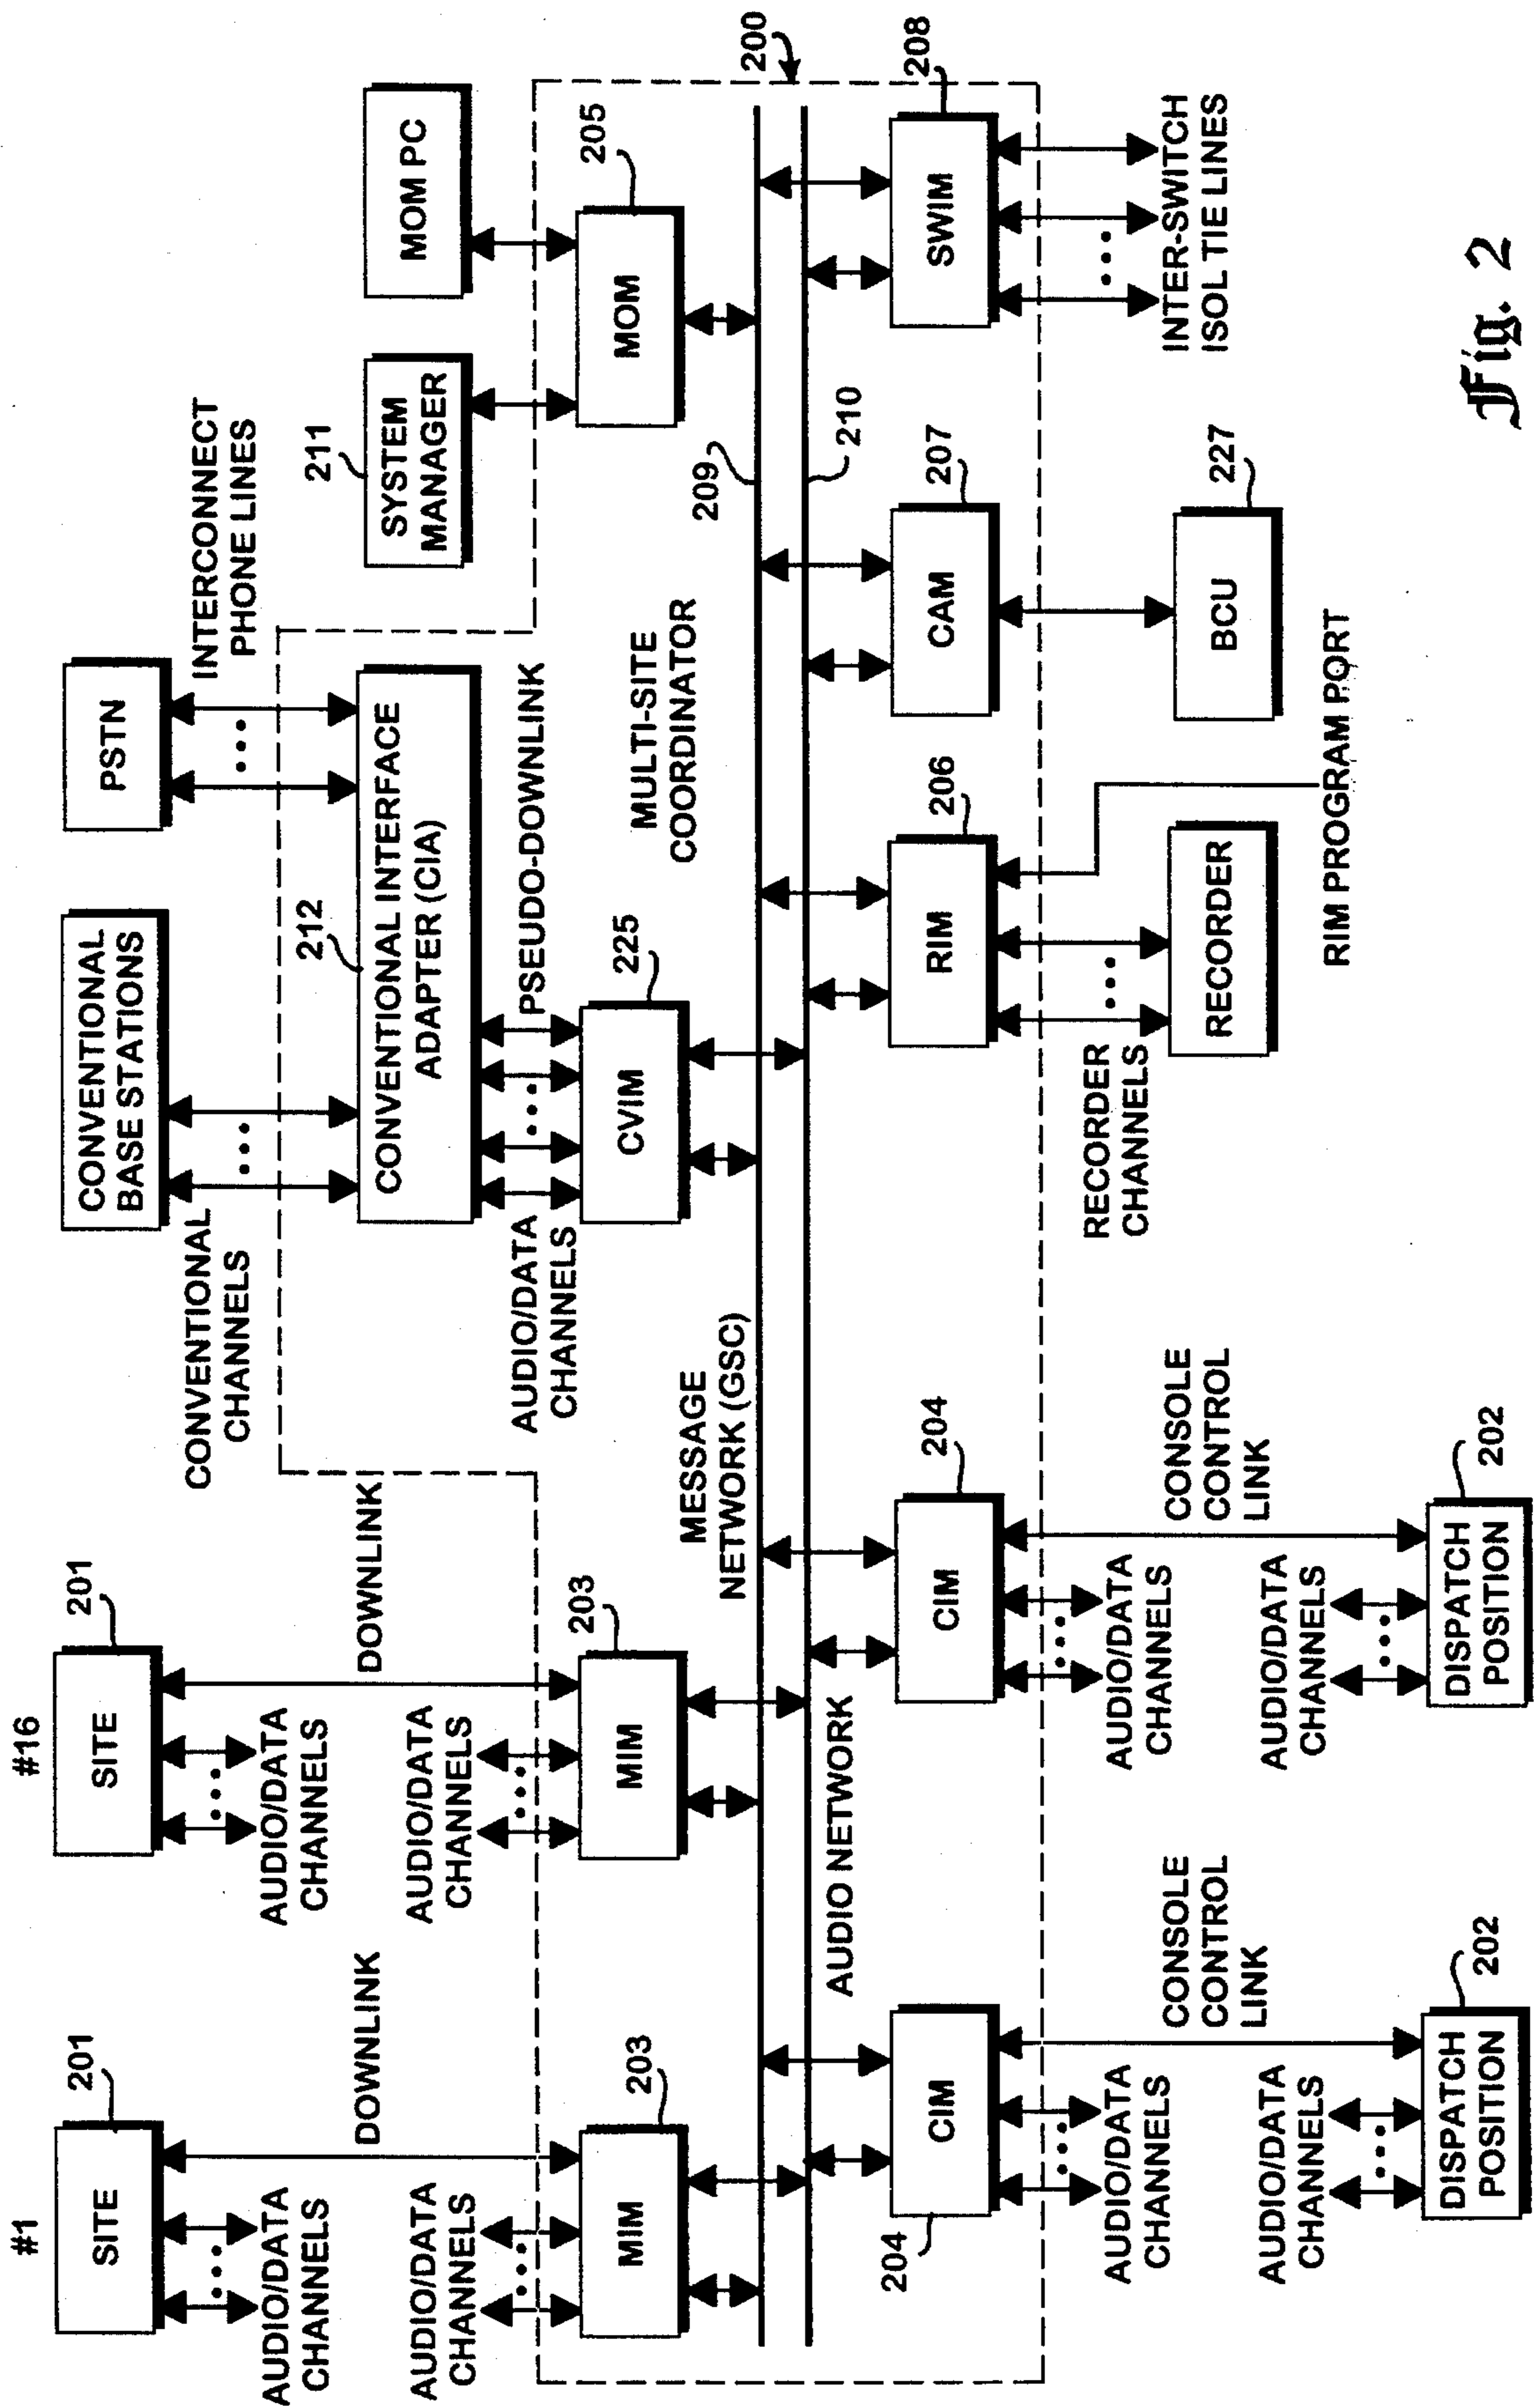 #1
SITE
201
AUDIO/DATA
CHANNELS
DOWNLINK
AUDIO/DATA
CHANNELS
MIM
203
#16
SITE
201
AUDIO/DATA
CHANNELS
DOWNLINK
AUDIO/DATA
CHANNELS
MIM
203
CONVENTIONAL
BASE STATIONS
CONVENTIONAL
CHANNELS
PSTN
INTERCONNECT
PHONE LINES
212
CONVENTIONAL INTERFACE
ADAPTER (CIA)
AUDIO/DATA
CHANNELS
PSEUDO-DOWNLINK
CVIM
225
MULTI-SITE
COORDINATOR
211
SYSTEM
MANAGER
MOM PC
MOM
205
200
MESSAGE
NETWORK (GSC)
209
AUDIO NETWORK
210
204
CIM
AUDIO/DATA
CHANNELS
CONSOLE
CONTROL
LINK
AUDIO/DATA
CHANNELS
DISPATCH
POSITION
202
CIM
204
AUDIO/DATA
CHANNELS
CONSOLE
CONTROL
LINK
AUDIO/DATA
CHANNELS
DISPATCH
POSITION
202
RIM
206
RECORDER
CHANNELS
RECORDER
RIM PROGRAM PORT
CAM
207
BCU
227
SWIM
208
INTER-SWITCH
ISOL TIE LINES
Fig. 2